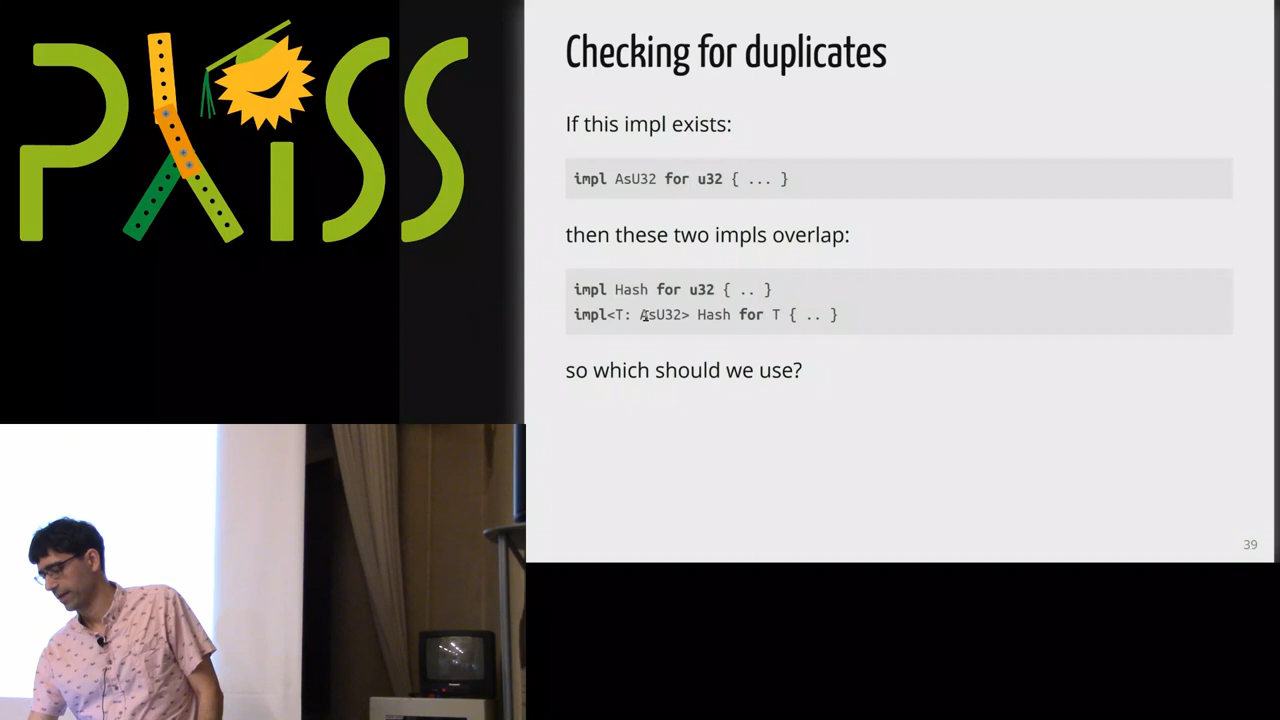 PLISS
Checking for duplicates
If this impl exists:
impl AsU32 for u32 { ... }
then these two impls overlap:
impl Hash for u32 { .. }
impl<T: AsU32> Hash for T { .. }
so which should we use?
39